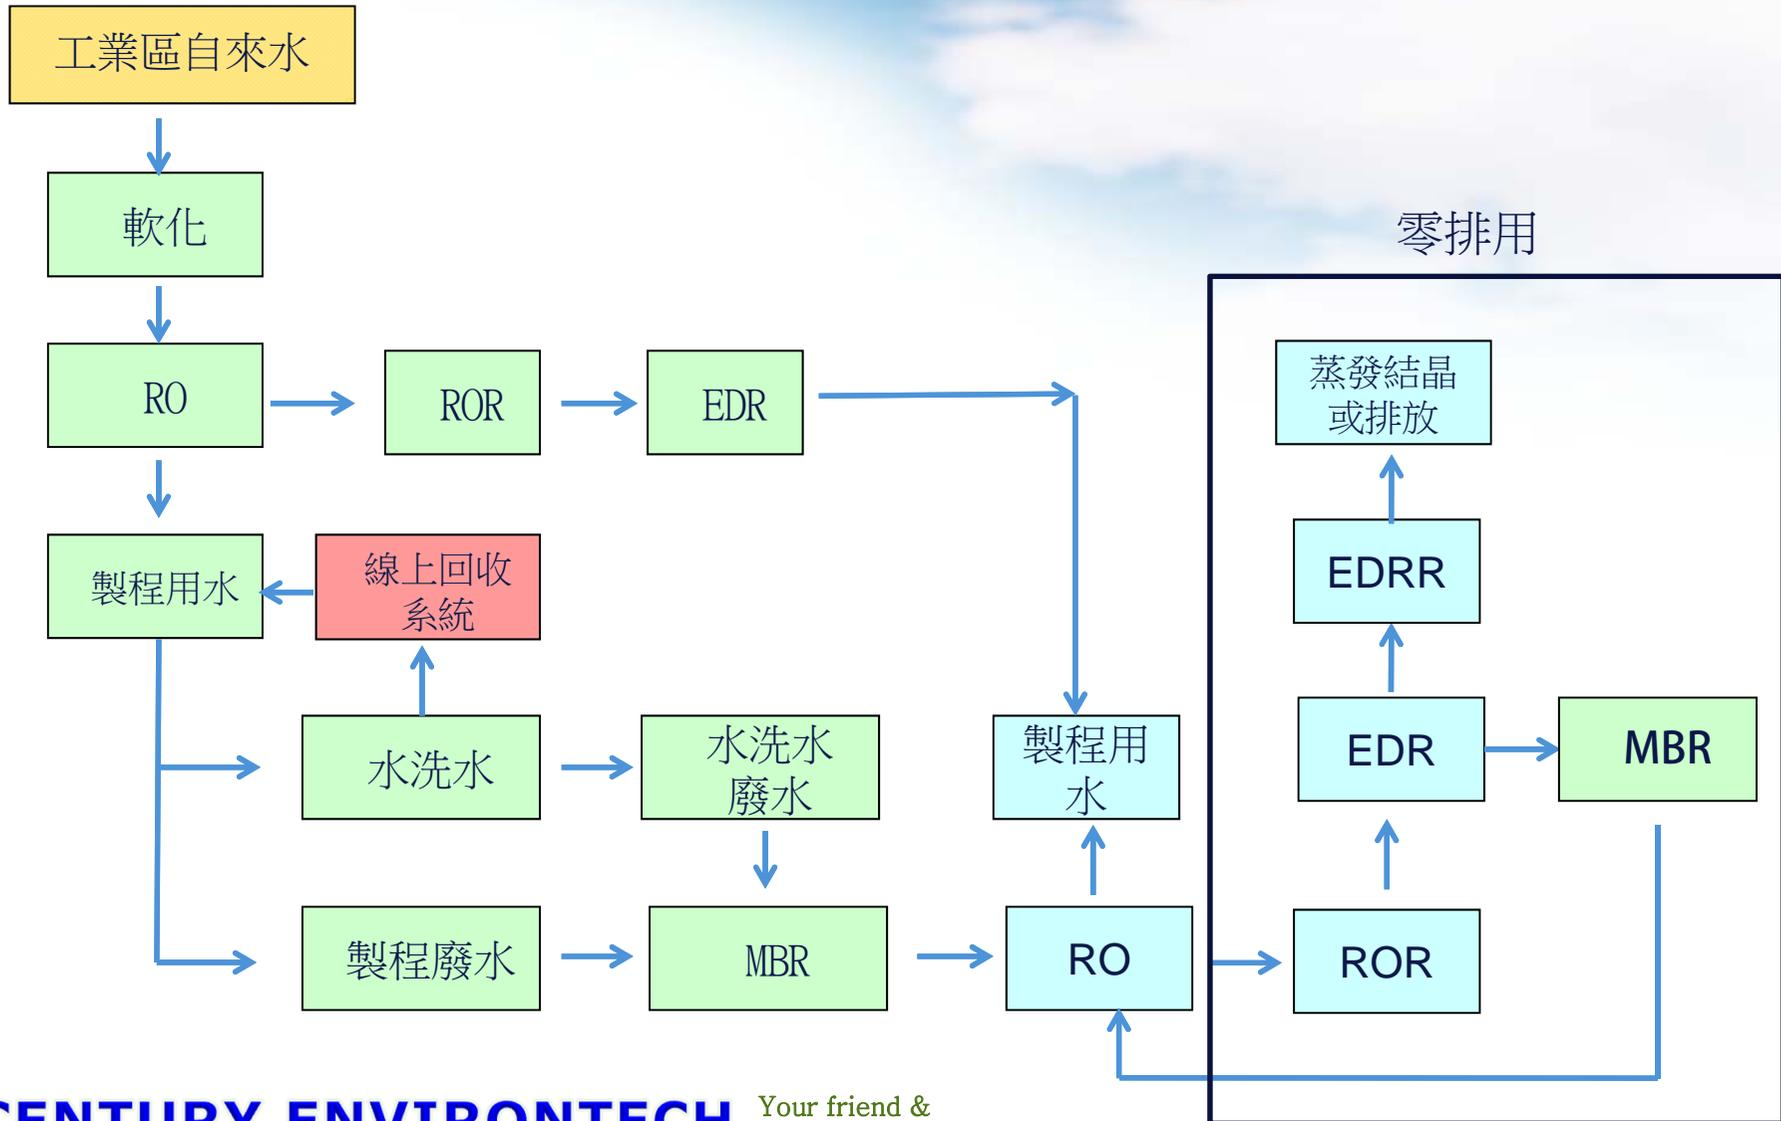 工業區自來水
軟化
零排用
RO
ROR
EDR
蒸發結晶
或排放
製程用水
線上回收
系統
EDRR
水洗水
水洗水
廢水
製程用
水
EDR
MBR
製程廢水
MBR
RO
ROR
CENTURY ENVIRONTECH
Your friend &